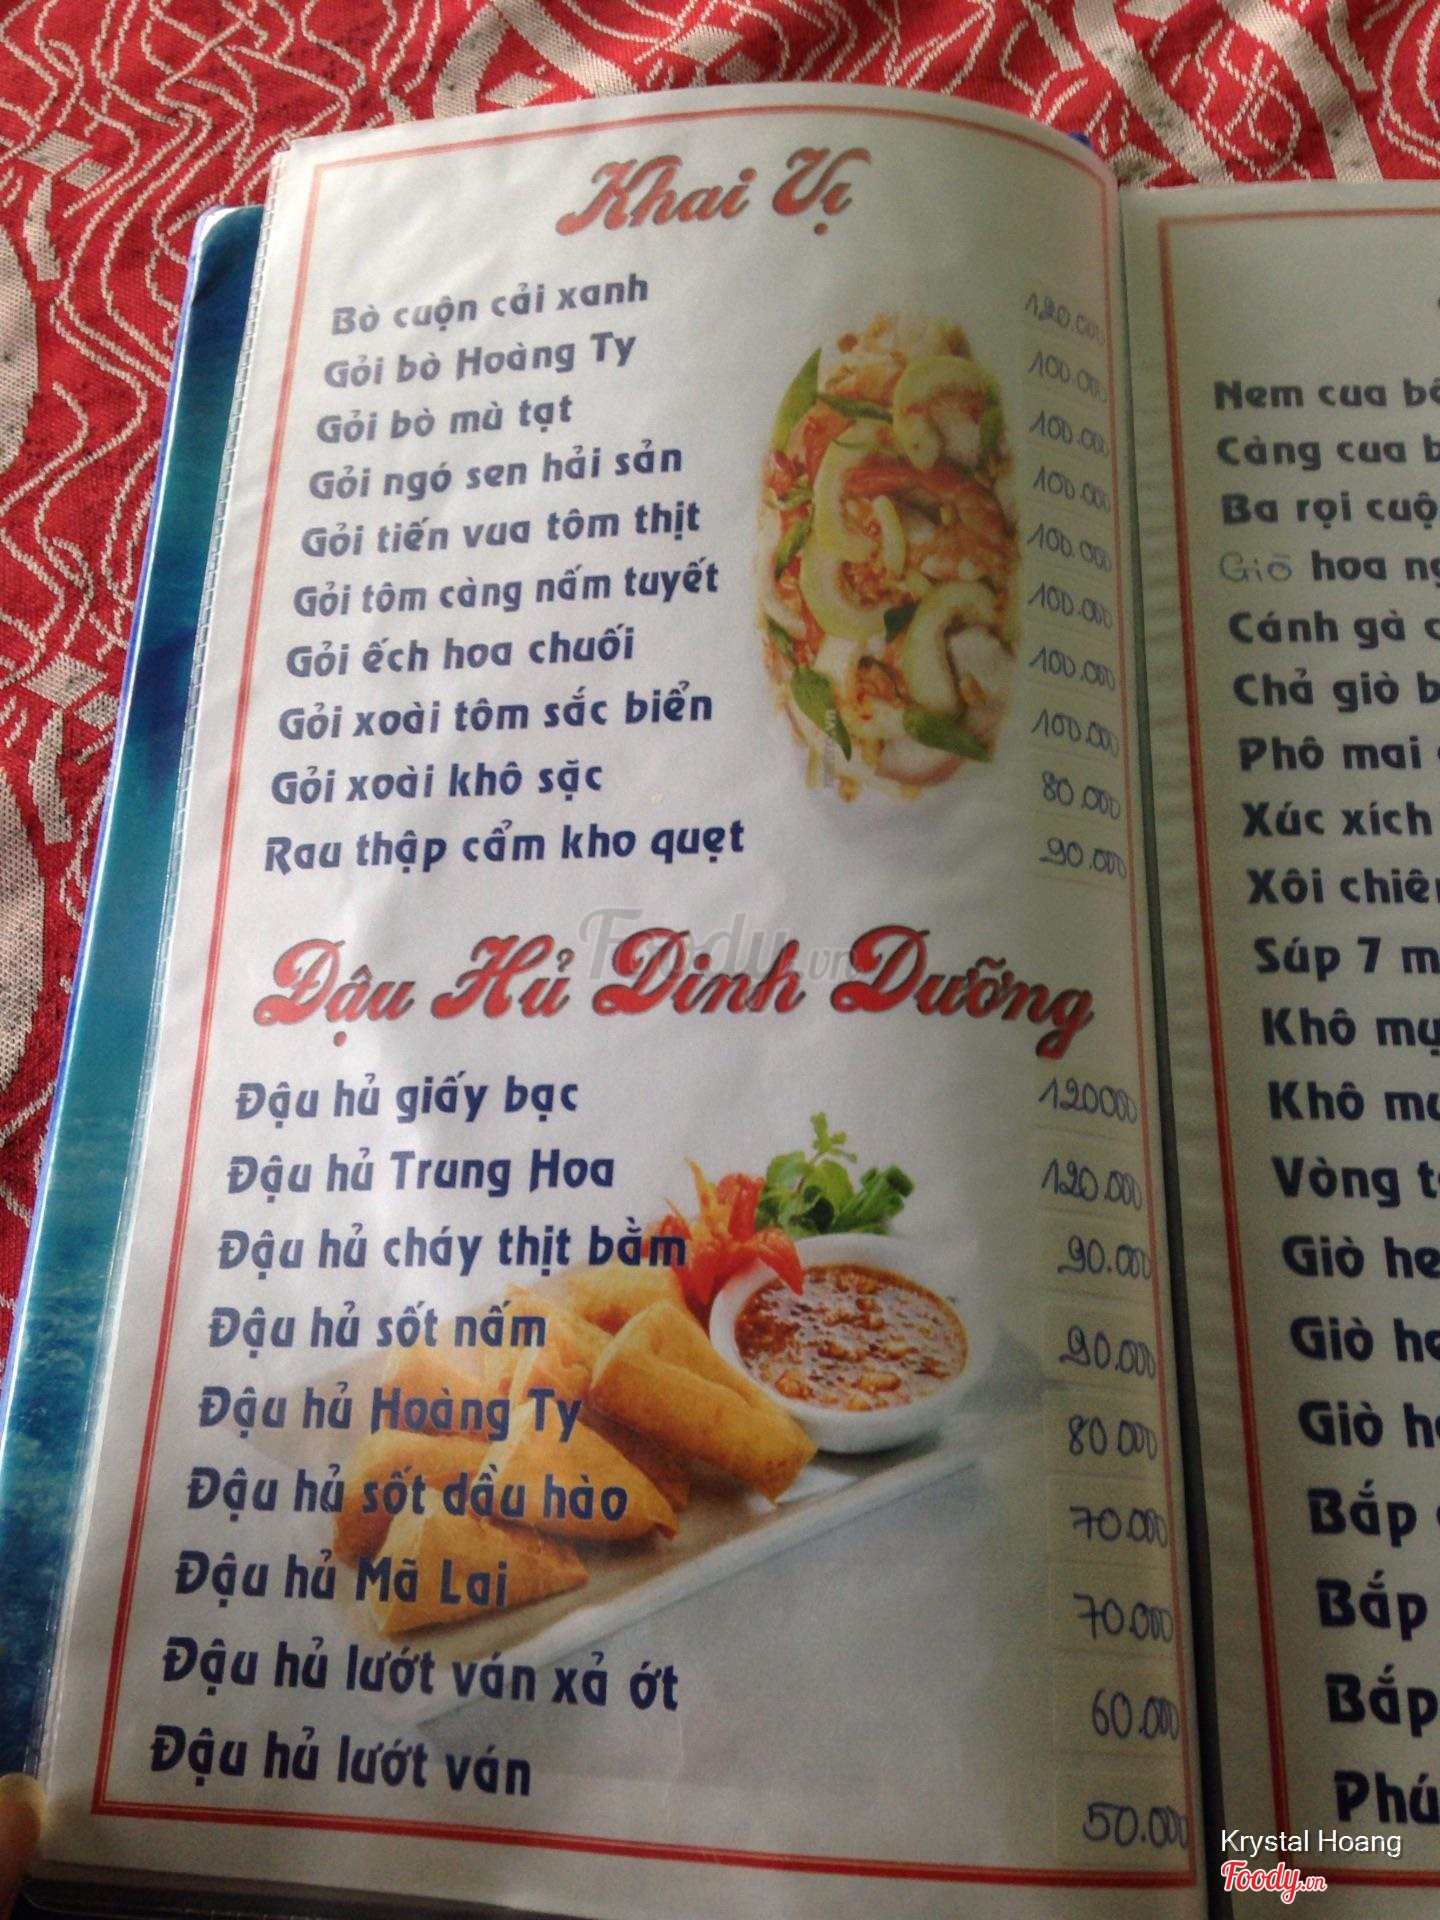 Khai Vị
Bò cuộn cải xanh 120.000
Gỏi bò Hoàng Ty 100.000
Gỏi bò mù tạt 100.000
Gỏi ngó sen hải sản 100.000
Gỏi tiến vua tôm thịt 100.000
Gỏi tôm càng nấm tuyết 100.000
Gỏi ếch hoa chuối 100.000
Gỏi xoài tôm sắc biển 100.000
Gỏi xoài khô sặc 80.000
Rau thập cẩm kho quẹt 90.000
Foody.vn
Đậu Hủ Dinh Dưỡng
Đậu hủ giấy bạc 120000
Đậu hủ Trung Hoa 120.000
Đậu hủ cháy thịt bằm 90.000
Đậu hủ sốt nấm 90.000
Đậu hủ Hoàng Ty 80.000
Đậu hủ sốt dầu hào 70.000
Đậu hủ Mã Lai 70.000
Đậu hủ lướt ván xả ớt 60.000
Đậu hủ lướt ván 50.000
Nem cua
Càng cua
Ba rọi
Giò hoa
Cánh gà
Chả giò
Phô mai
Xúc xích
Xôi
Súp 7
Khô
Khô
Vòng
Giò
Giò
Giò
Bắp
Bắp
Bắp
Krystal Hoang
Foody.vn